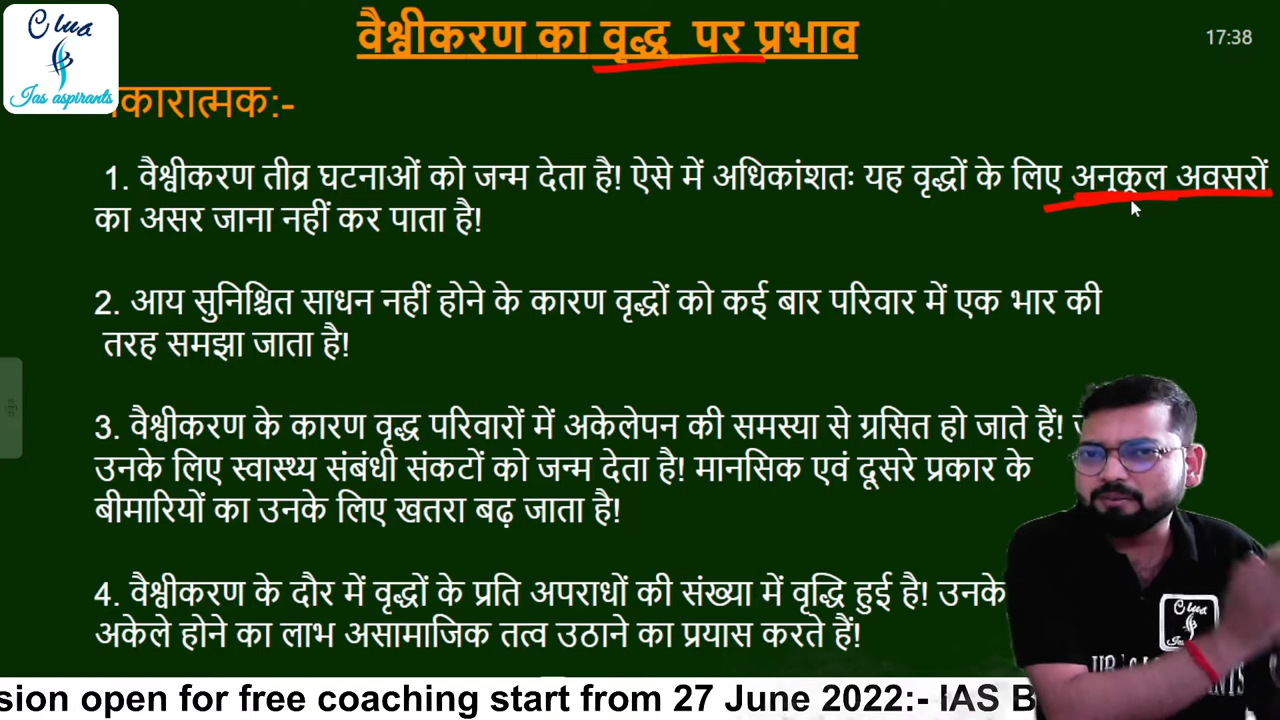 Clua
Ias aspirants
वैश्वीकरण का वृद्ध पर प्रभाव
17:38
कारात्मक:-
1. वैश्वीकरण तीव्र घटनाओं को जन्म देता है! ऐसे में अधिकांशतः यह वृद्धों के लिए अनुकूल अवसरों
का असर जाना नहीं कर पाता है!
2. आय सुनिश्चित साधन नहीं होने के कारण वृद्धों को कई बार परिवार में एक भार की
तरह समझा जाता है!
3. वैश्वीकरण के कारण वृद्ध परिवारों में अकेलेपन की समस्या से ग्रसित हो जाते हैं!
उनके लिए स्वास्थ्य संबंधी संकटों को जन्म देता है! मानसिक एवं दूसरे प्रकार के
बीमारियों का उनके लिए खतरा बढ़ जाता है!
4. वैश्वीकरण के दौर में वृद्धों के प्रति अपराधों की संख्या में वृद्धि हुई है! उनके
अकेले होने का लाभ असामाजिक तत्व उठाने का प्रयास करते हैं!
Clua
sion open for free coaching start from 27 June 2022:- IAS B